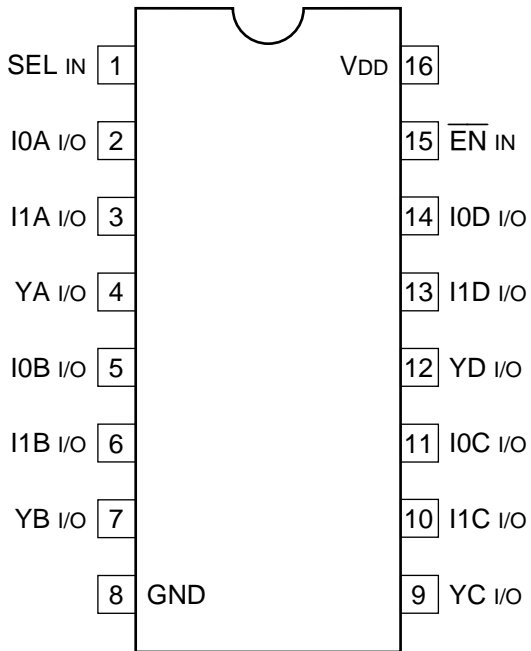 SEL IN 1 VDD 16
I0A I/O 2 15 E̅N̅ IN
I1A I/O 3 14 I0D I/O
YA I/O 4 13 I1D I/O
I0B I/O 5 12 YD I/O
I1B I/O 6 11 I0C I/O
YB I/O 7 10 I1C I/O
8 GND 9 YC I/O